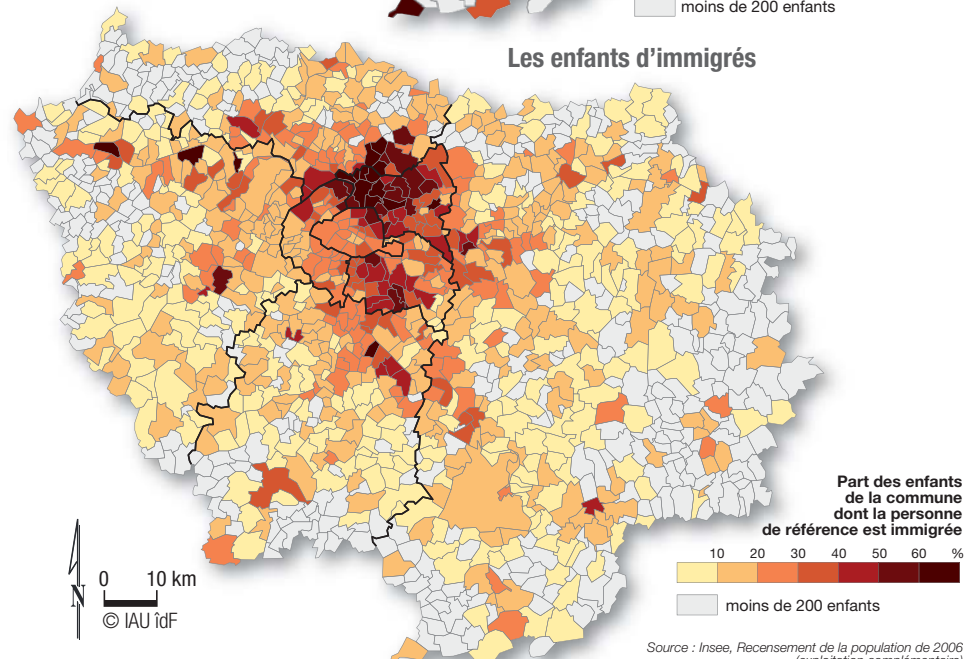 moins de 200 enfants
Les enfants d'immigrés
Part des enfants
de la commune
dont la personne
de référence est immigrée
10 20 30 40 50 60 %
moins de 200 enfants
0 10 km
N
© IAU îdF
Source : Insee, Recensement de la population de 2006
(exploitation complémentaire)